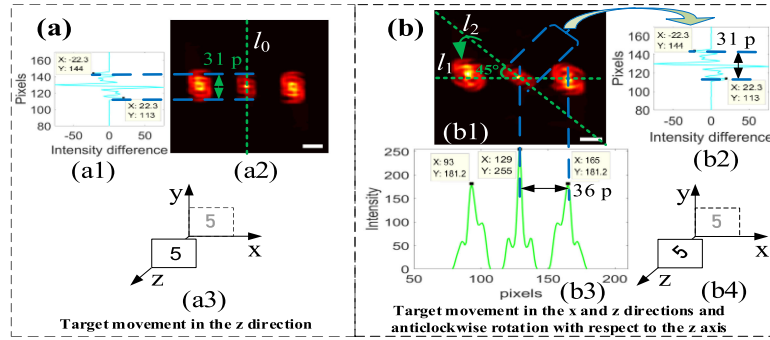 (a)
l0
31 p
X: -22.3
Y: 144
160
140
120
100
80
Pixels
X: 22.3
Y: 113
-50
0
50
Intensity difference
(a1)
(a2)
y
5
x
5
z
(a3)
Target movement in the z direction
(b)
l2
l1
45°
(b1)
31 p
X: -22.3
Y: 144
160
140
120
100
80
Pixels
X: 22.3
Y: 113
-50
0
50
Intensity difference
(b2)
250
200
150
100
50
0
Intensity
X: 93
Y: 181.2
X: 129
Y: 255
X: 165
Y: 181.2
36 p
50
100
150
200
pixels
(b3)
y
5
x
5
z
(b4)
Target movement in the x and z directions and
anticlockwise rotation with respect to the z axis